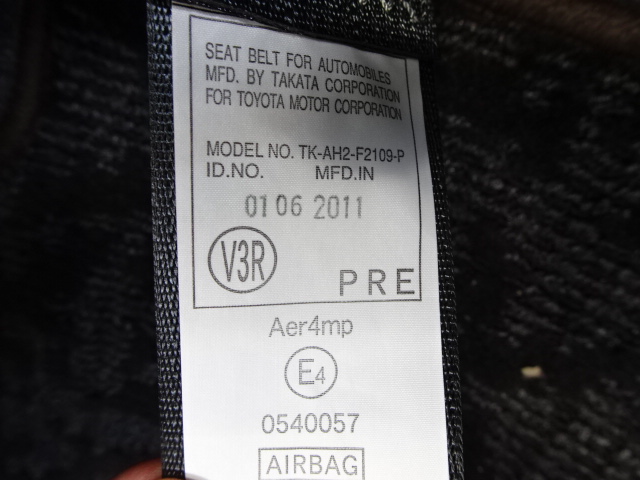 SEAT BELT FOR AUTOMOBILES
MFD. BY TAKATA CORPORATION
FOR TOYOTA MOTOR CORPORATION
MODEL NO. TK-AH2-F2109-P
ID.NO. MFD.IN
01 06 2011
V3R
PRE
Aer4mp
E4
0540057
AIRBAG